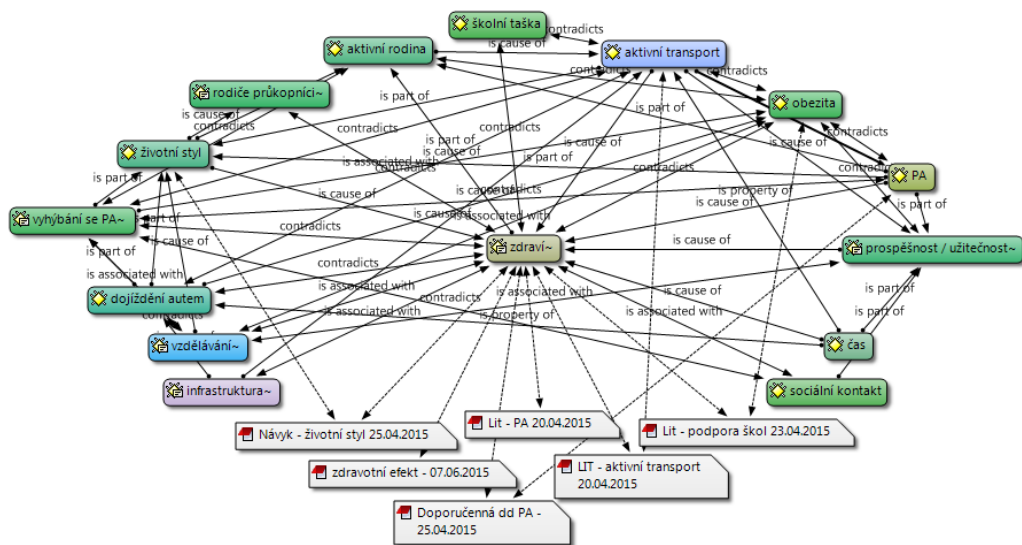 školní taška
contradicts
aktivní rodina
is cause of
aktivní transport
contradicts
contradicts
rodiče průkopníci~
is part of
is part of
obezita
is cause of
contradicts
contradicts
contradicts
životní styl
is part of
is cause of
contradicts
is associated with
is part of
PA
is part of
is cause of
contradicts
is property of
is part of
vyhýbání se PA~
part of
is cause of
is associated with
is cause of
is cause of
zdraví~
is cause of
prospěšnost / užitečnost~
is part of
contradicts
is associated with
is associated with
contradicts
is associated with
is cause of
is part of
dojíždění autem
is associated with
is property of
is associated with
is part of
contradicts
vzdělávání~
čas
infrastruktura~
sociální kontakt
Návyk - životní styl 25.04.2015
Lit - PA 20.04.2015
Lit - podpora škol 23.04.2015
zdravotní efekt - 07.06.2015
LIT - aktivní transport
20.04.2015
Doporučenná dd PA -
25.04.2015